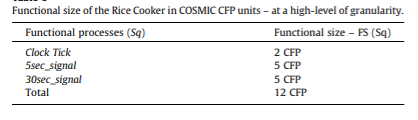 Functional size of the Rice Cooker in COSMIC CFP units – at a high-level of granularity.
Functional processes (Sq) Functional size – FS (Sq)
Clock Tick 2 CFP
5sec_signal 5 CFP
30sec_signal 5 CFP
Total 12 CFP